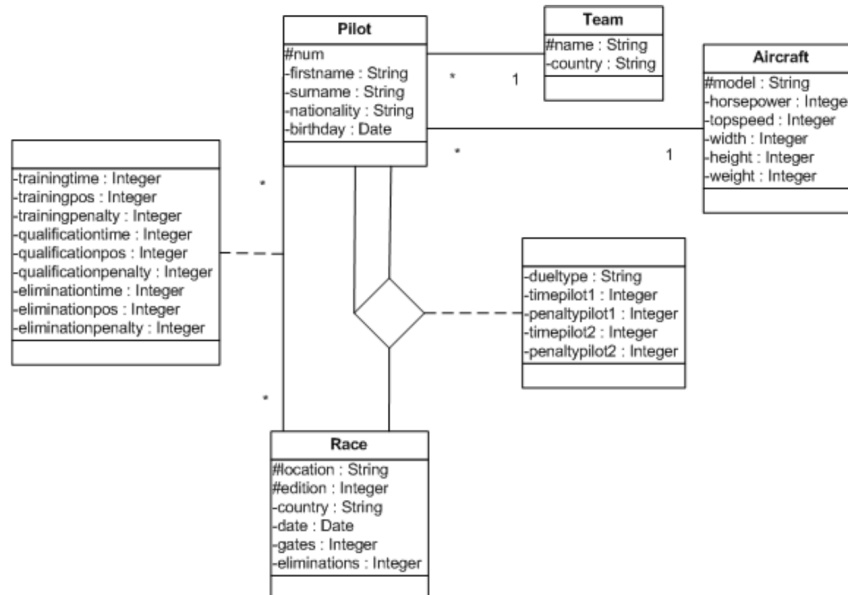 Pilot
#num
-firstname : String
-surname : String
-nationality : String
-birthday : Date
Team
#name : String
-country : String
Aircraft
#model : String
-horsepower : Intege
-topspeed : Integer
-width : Integer
-height : Integer
-weight : Integer
*
1
*
1
-trainingtime : Integer
-trainingpos : Integer
-trainingpenalty : Integer
-qualificationtime : Integer
-qualificationpos : Integer
-qualificationpenalty : Integer
-eliminationtime : Integer
-eliminationpos : Integer
-eliminationpenalty : Integer
*
*
-dueltype : String
-timepilot1 : Integer
-penaltypilot1 : Integer
-timepilot2 : Integer
-penaltypilot2 : Integer
Race
#location : String
#edition : Integer
-country : String
-date : Date
-gates : Integer
-eliminations : Integer